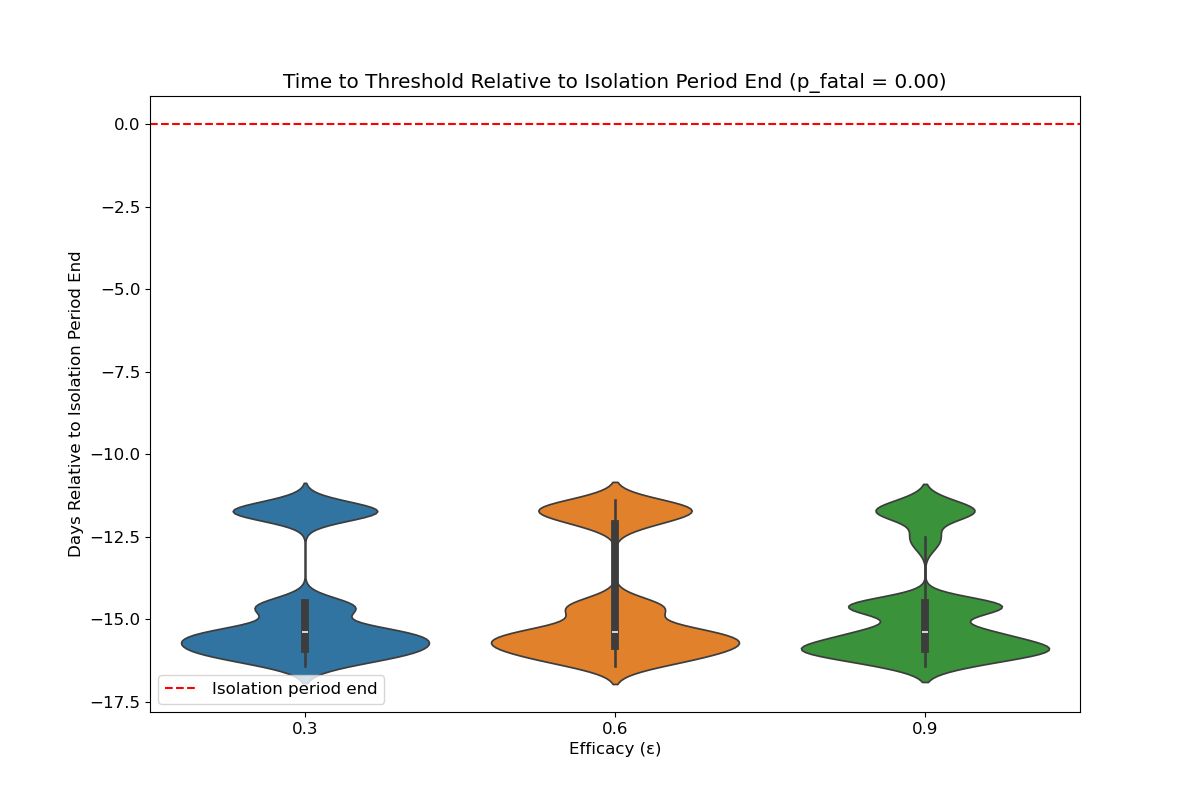 Time to Threshold Relative to Isolation Period End (p_fatal = 0.00)
Days Relative to Isolation Period End
0.0
−2.5
−5.0
−7.5
−10.0
−12.5
−15.0
−17.5
Isolation period end
0.3 0.6 0.9
Efficacy (ε)